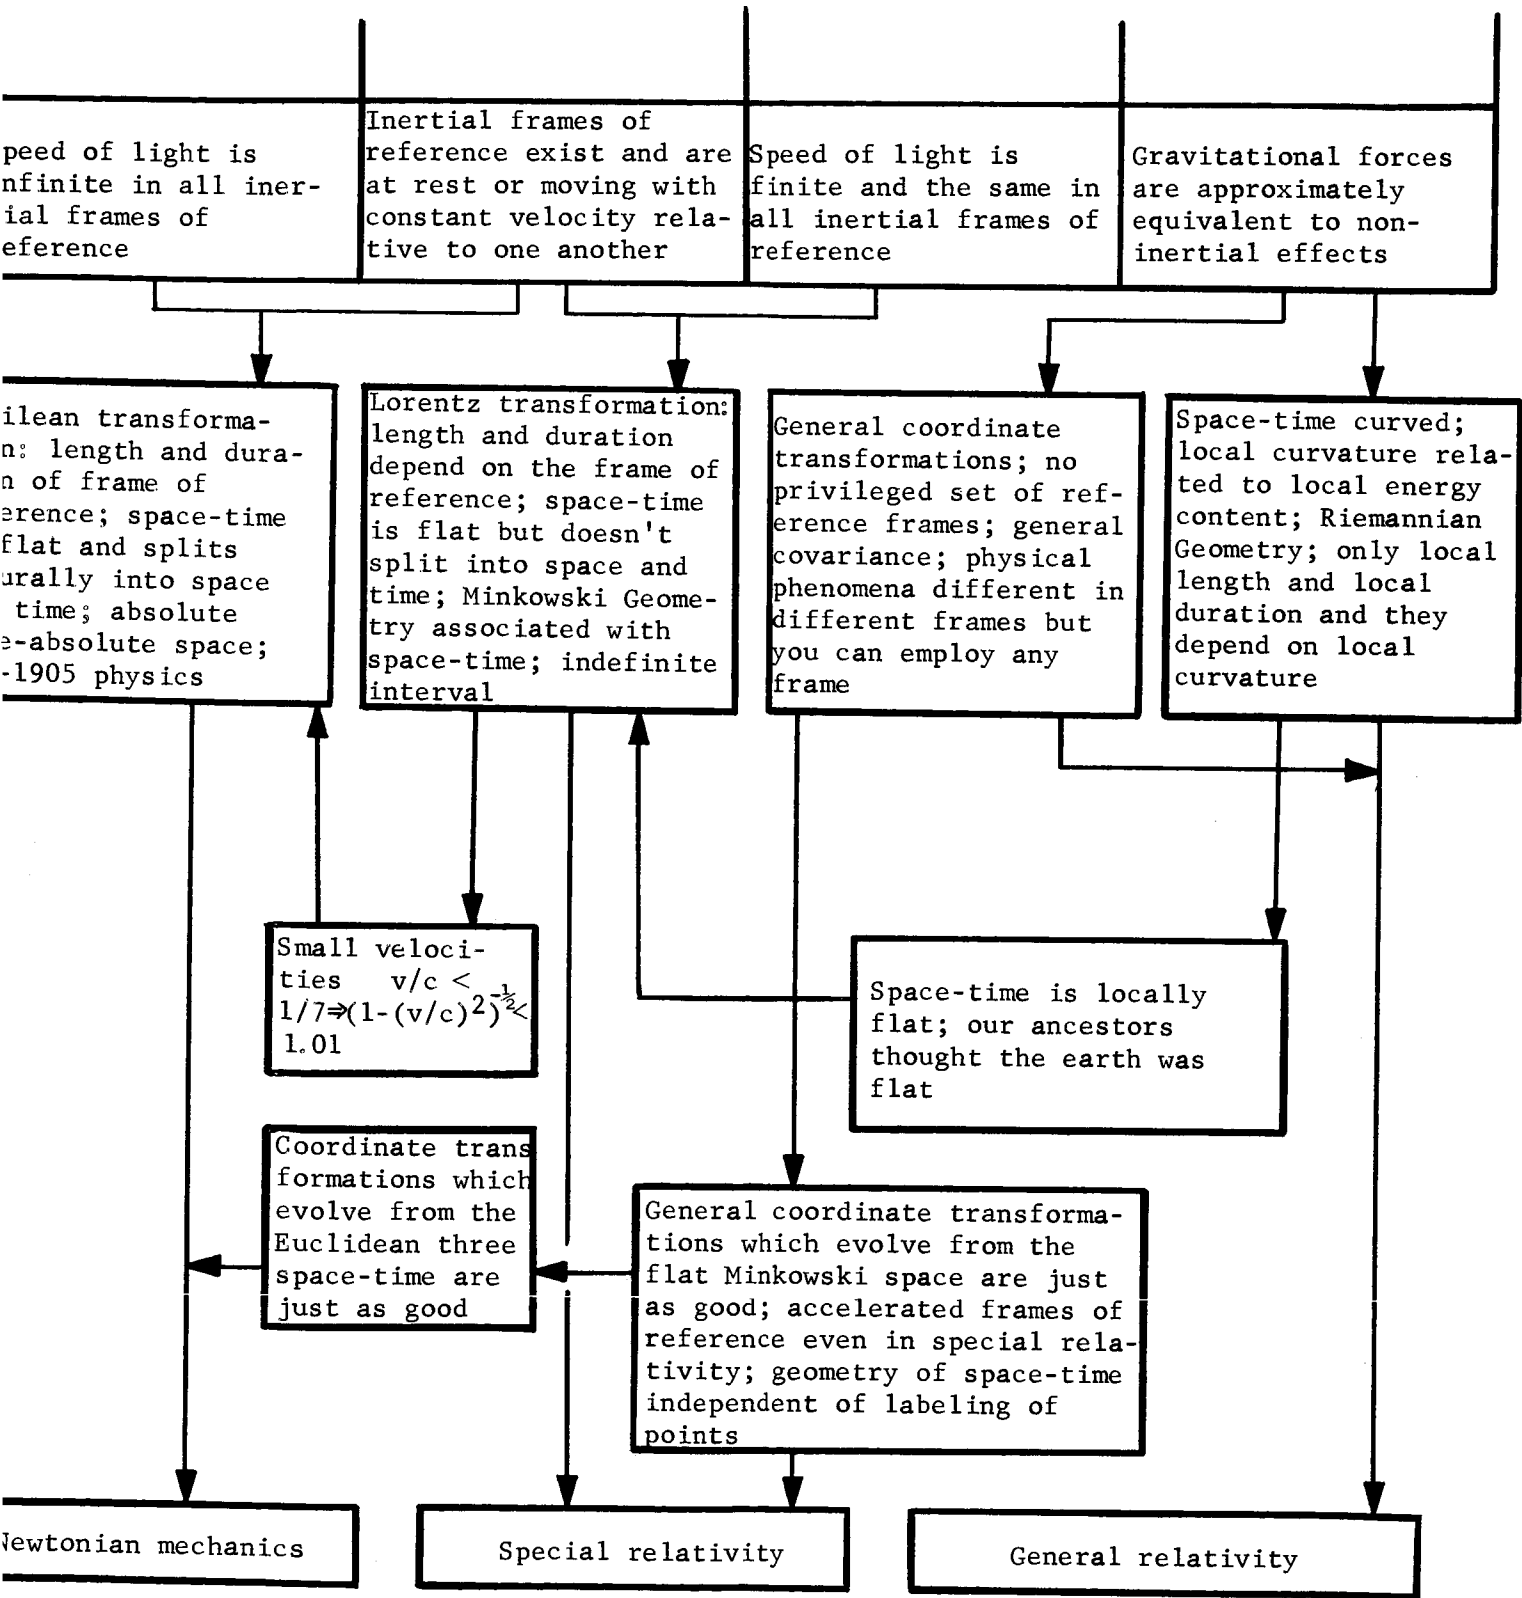 peed of light is
nfinite in all iner-
ial frames of
eference
Inertial frames of
reference exist and are
at rest or moving with
constant velocity rela-
tive to one another
Speed of light is
finite and the same in
all inertial frames of
reference
Gravitational forces
are approximately
equivalent to non-
inertial effects
ilean transforma-
n: length and dura-
n of frame of
erence; space-time
flat and splits
urally into space
time; absolute
e-absolute space;
-1905 physics
Lorentz transformation:
length and duration
depend on the frame of
reference; space-time
is flat but doesn't
split into space and
time; Minkowski Geome-
try associated with
space-time; indefinite
interval
General coordinate
transformations; no
privileged set of ref-
erence frames; general
covariance; physical
phenomena different in
different frames but
you can employ any
frame
Space-time curved;
local curvature rela-
ted to local energy
content; Riemannian
Geometry; only local
length and local
duration and they
depend on local
curvature
Small veloci-
ties v/c <
1/7⇒(1-(v/c)²)^-½<
1.01
Space-time is locally
flat; our ancestors
thought the earth was
flat
Coordinate trans
formations which
evolve from the
Euclidean three
space-time are
just as good
General coordinate transforma-
tions which evolve from the
flat Minkowski space are just
as good; accelerated frames of
reference even in special rela-
tivity; geometry of space-time
independent of labeling of
points
Newtonian mechanics
Special relativity
General relativity